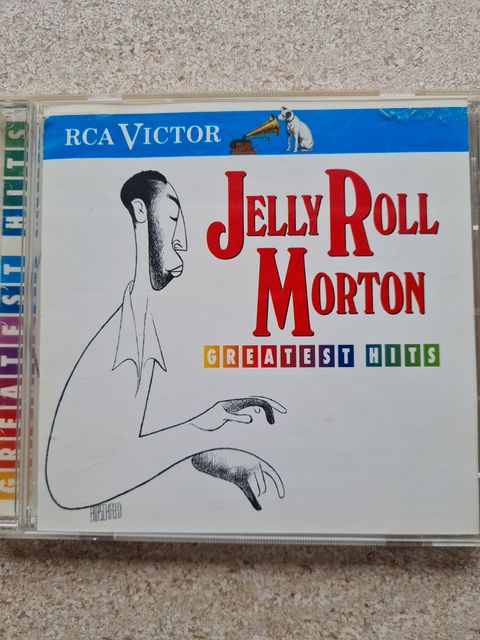 RCA VICTOR
JELLY ROLL
MORTON
GREATEST HITS
HIRSCHFELD
GREATEST HITS